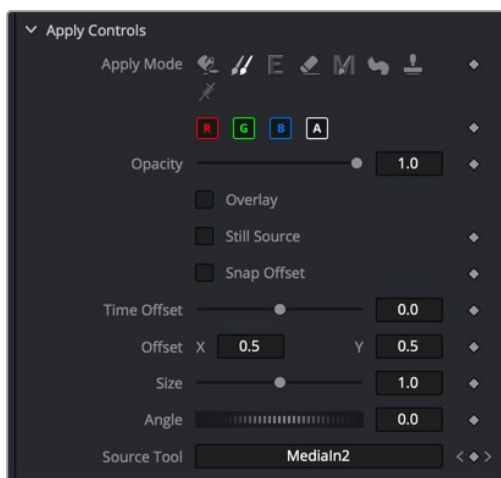 Apply Controls
Apply Mode E M
R G B A
Opacity 1.0
Overlay
Still Source
Snap Offset
Time Offset 0.0
Offset X 0.5 Y 0.5
Size 1.0
Angle 0.0
Source Tool MediaIn2